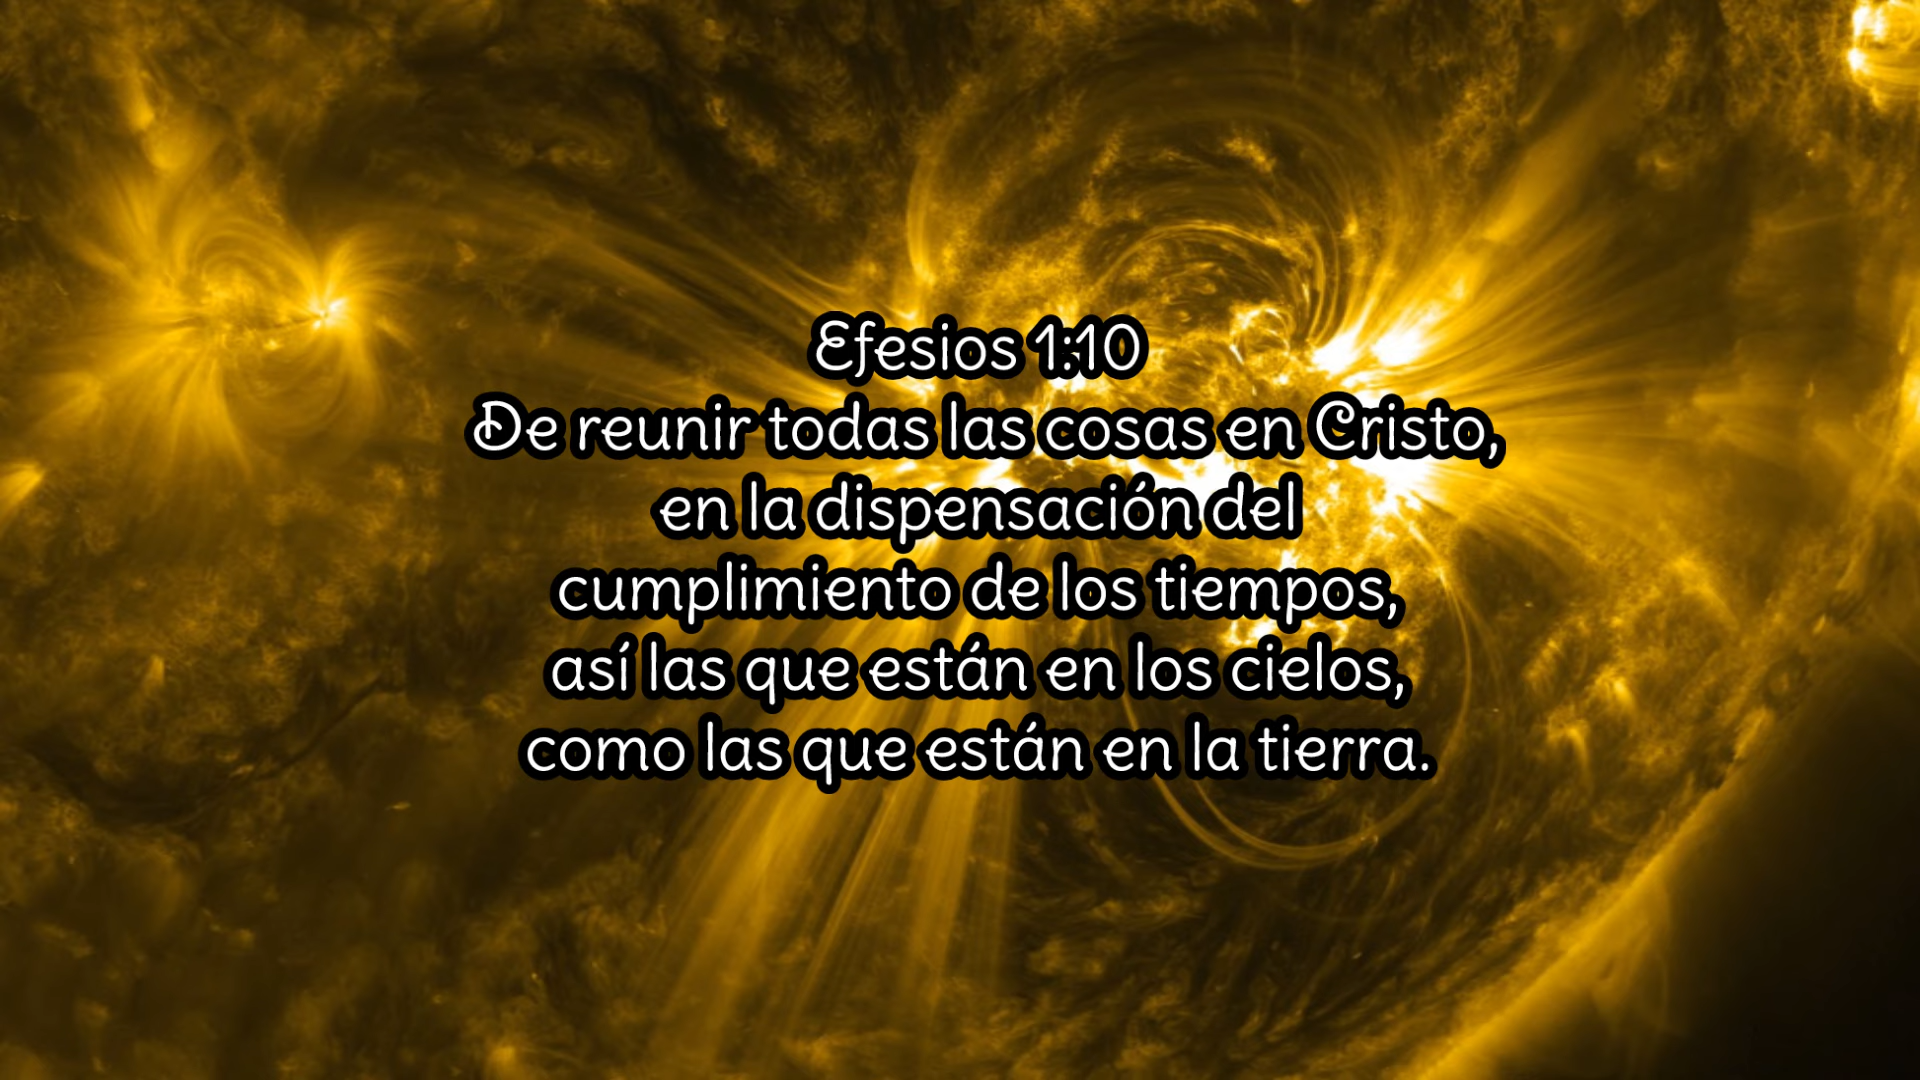 Efesios 1:10
De reunir todas las cosas en Cristo,
en la dispensación del
cumplimiento de los tiempos,
así las que están en los cielos,
como las que están en la tierra.